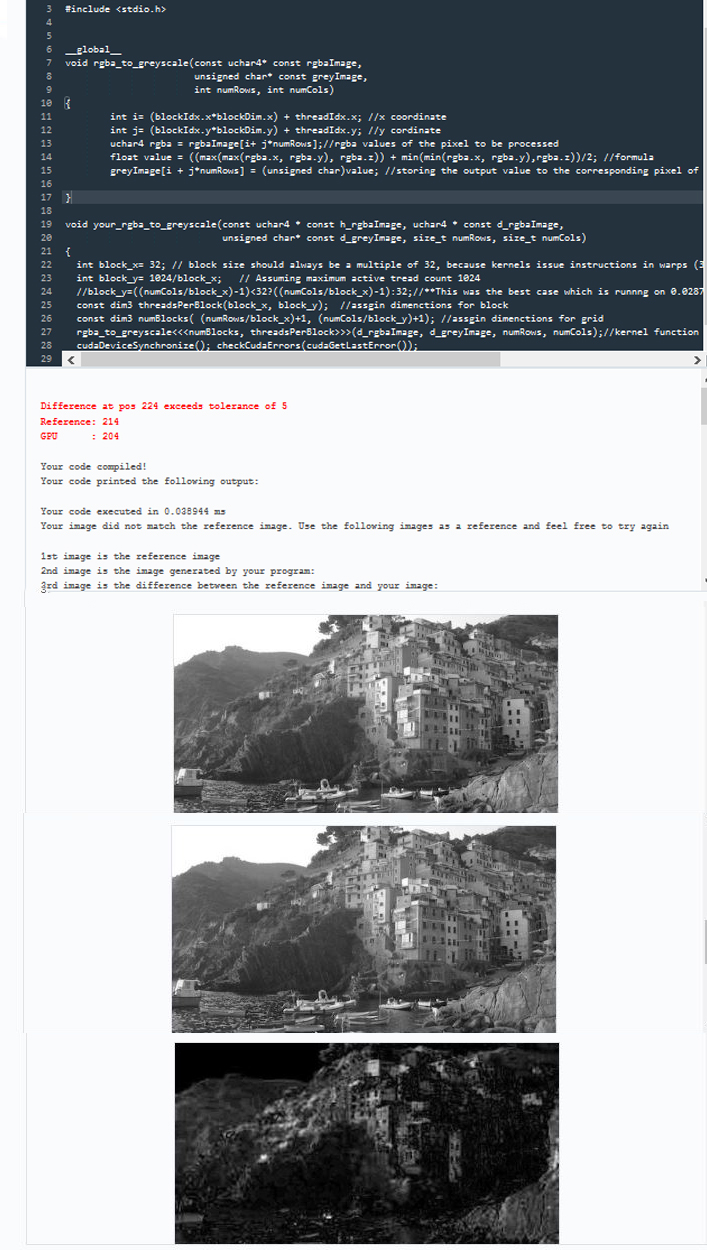 3 #include <stdio.h>
4
5
6 __global__
7 void rgba_to_greyscale(const uchar4* const rgbaImage,
8 unsigned char* const greyImage,
9 int numRows, int numCols)
10 {
11 int i= (blockIdx.x*blockDim.x) + threadIdx.x; //x coordinate
12 int j= (blockIdx.y*blockDim.y) + threadIdx.y; //y cordinate
13 uchar4 rgba = rgbaImage[i+ j*numRows];//rgba values of the pixel to be processed
14 float value = ((max(max(rgba.x, rgba.y), rgba.z)) + min(min(rgba.x, rgba.y),rgba.z))/2; //formula
15 greyImage[i + j*numRows] = (unsigned char)value; //storing the output value to the corresponding pixel of
16
17 }
18
19 void your_rgba_to_greyscale(const uchar4 * const h_rgbaImage, uchar4 * const d_rgbaImage,
20 unsigned char* const d_greyImage, size_t numRows, size_t numCols)
21 {
22 int block_x= 32; // block size should always be a multiple of 32, because kernels issue instructions in warps (3
23 int block_y= 1024/block_x; // Assuming maximum active tread count 1024
24 //block_y=((numCols/block_x)-1)<32?((numCols/block_x)-1):32;//**This was the best case which is runnng on 0.0287
25 const dim3 threadsPerBlock(block_x, block_y); //assgin dimenctions for block
26 const dim3 numBlocks( (numRows/block_x)+1, (numCols/block_y)+1); //assgin dimenctions for grid
27 rgba_to_greyscale<<<numBlocks, threadsPerBlock>>>(d_rgbaImage, d_greyImage, numRows, numCols);//kernel function
28 cudaDeviceSynchronize(); checkCudaErrors(cudaGetLastError());
29
Difference at pos 224 exceeds tolerance of 5
Reference: 214
GPU : 204
Your code compiled!
Your code printed the following output:
Your code executed in 0.038944 ms
Your image did not match the reference image. Use the following images as a reference and feel free to try again
1st image is the reference image
2nd image is the image generated by your program:
3rd image is the difference between the reference image and your image: